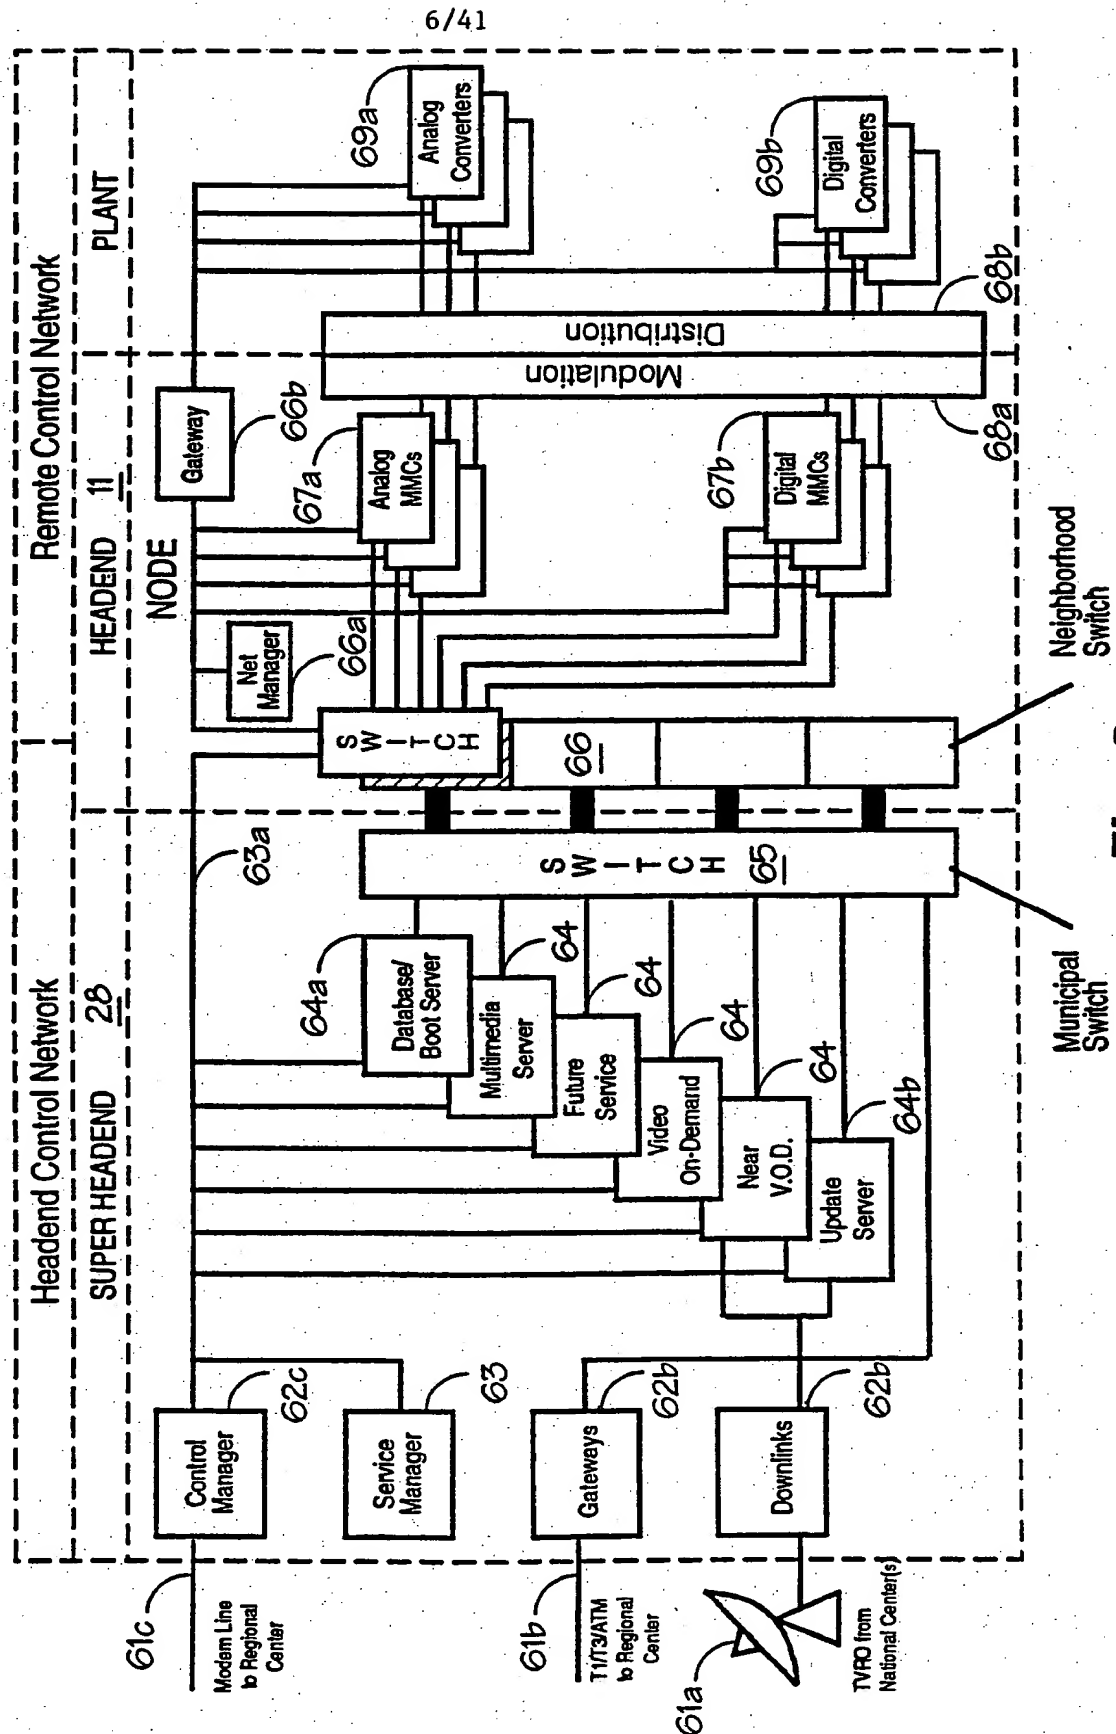 6/41
Headend Control Network
Remote Control Network
SUPER HEADEND 28
HEADEND 11
PLANT
NODE
61c
Modem Line
to Regional
Center
61b
T1/T3/ATM
to Regional
Center
61a
TVRO from
National Center(s)
Control
Manager
62c
Service
Manager
63
Gateways
62b
Downlinks
62b
63a
64a
Database/
Boot Server
Multimedia
Server
64
Future
Service
64
Video
On-Demand
64
Near
V.O.D.
64
Update
Server
64b
SWITCH 65
Municipal
Switch
SWITCH
66
Neighborhood
Switch
Net
Manager
66a
Gateway
66b
67a
Analog
MMCs
67b
Digital
MMCs
Modulation
68a
Distribution
68b
69a
Analog
Converters
69b
Digital
Converters